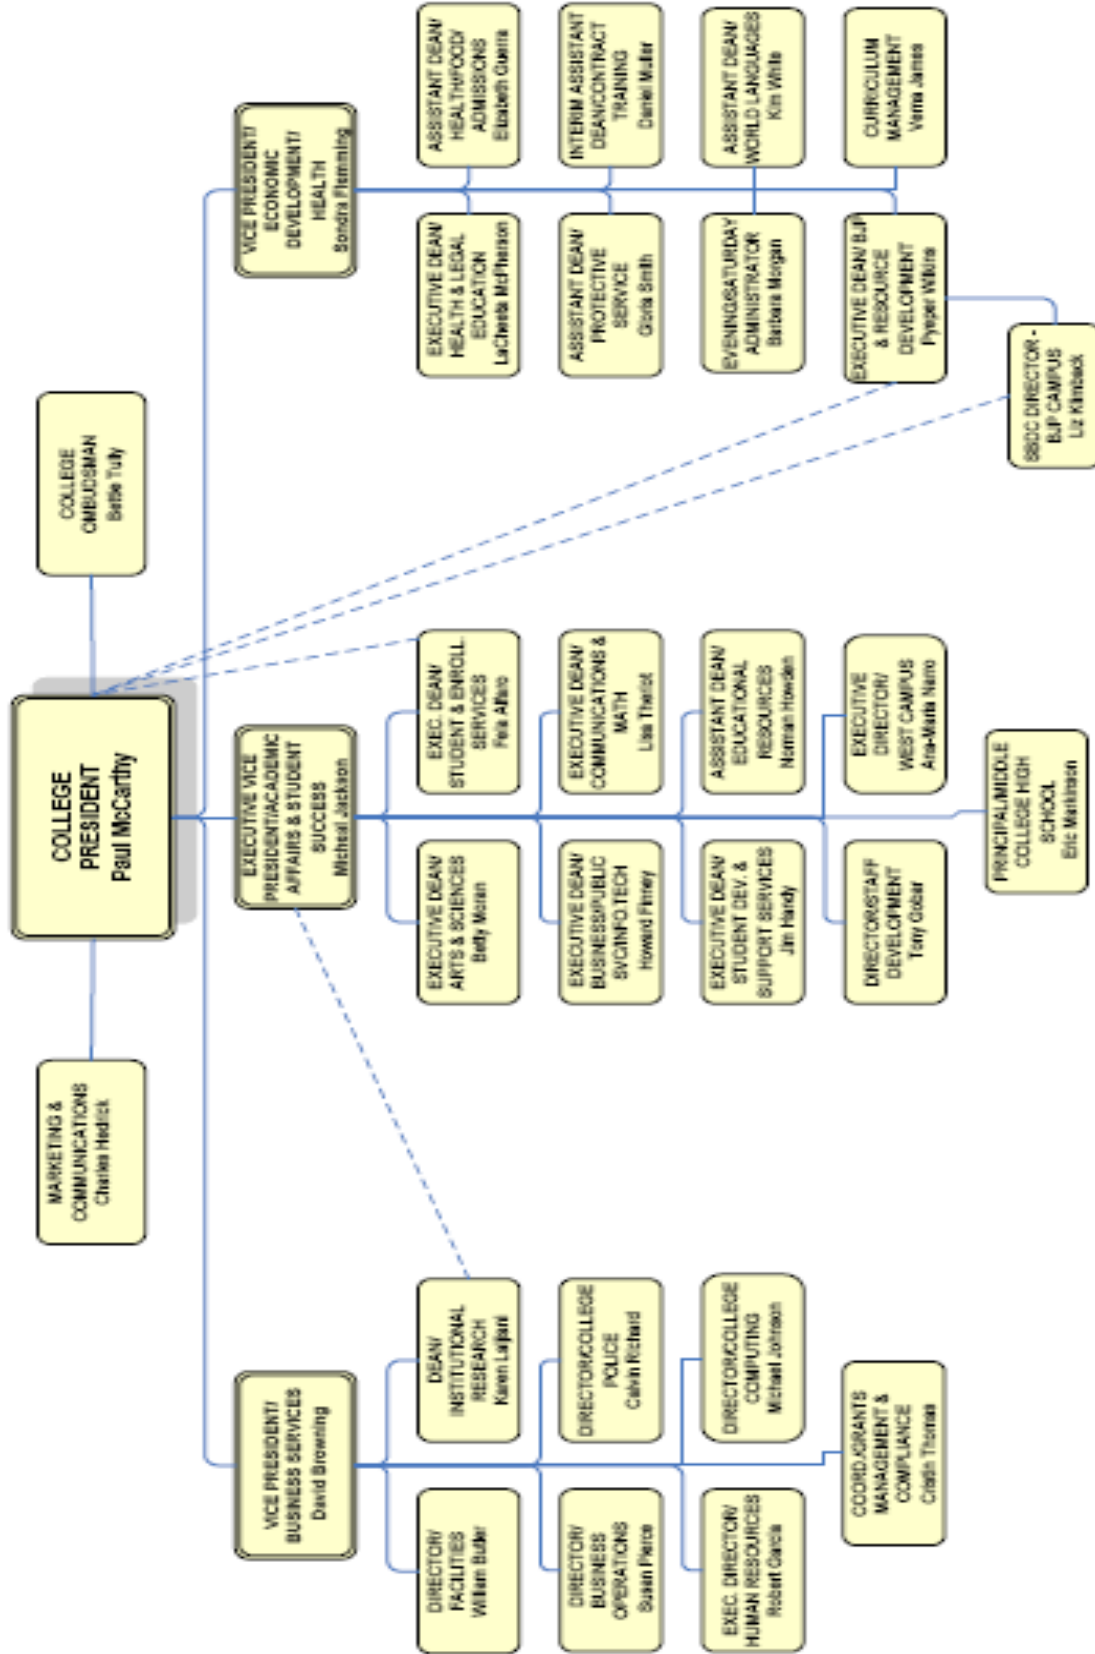 COLLEGE
PRESIDENT
Paul McCarthy
MARKETING &
COMMUNICATIONS
Charles Hedrick
COLLEGE
OMBUDSMAN
Bettie Tully
VICE PRESIDENT/
BUSINESS SERVICES
David Browning
EXECUTIVE VICE
PRESIDENT/ACADEMIC
AFFAIRS & STUDENT
SUCCESS
Micheal Jackson
VICE PRESIDENT/
ECONOMIC
DEVELOPMENT/
HEALTH
Sondra Flemming
DIRECTOR/
FACILITIES
William Butler
DEAN/
INSTITUTIONAL
RESEARCH
Karen Laljiani
DIRECTOR/
BUSINESS
OPERATIONS
Susan Pierce
DIRECTOR/COLLEGE
POLICE
Calvin Richard
EXEC. DIRECTOR/
HUMAN RESOURCES
Robert Garcia
DIRECTOR/COLLEGE
COMPUTING
Michael Johnson
COORD./GRANTS
MANAGEMENT &
COMPLIANCE
Cristin Thomas
EXECUTIVE DEAN/
ARTS & SCIENCES
Betty Moran
EXEC. DEAN/
STUDENT & ENROLL.
SERVICES
Alfaro
EXECUTIVE DEAN/
BUSINESS/PUBLIC
SVC/INFO.TECH
Howard Finney
EXECUTIVE DEAN/
COMMUNICATIONS &
MATH
Lisa Theriot
EXECUTIVE DEAN/
STUDENT DEV. &
SUPPORT SERVICES
Jim Handy
ASSISTANT DEAN/
EDUCATIONAL
RESOURCES
Norman Howden
DIRECTOR/STAFF
DEVELOPMENT
Tony Gobar
EXECUTIVE
DIRECTOR/
WEST CAMPUS
Ana-Maria Narro
PRINCIPAL/MIDDLE
COLLEGE HIGH
SCHOOL
Eric Markinson
EXECUTIVE DEAN/
HEALTH & LEGAL
EDUCATION
LaCheeta McPherson
ASSISTANT DEAN/
HEALTH/FOOD/
ADMISSIONS
Elizabeth Guerra
ASSISTANT DEAN/
PROTECTIVE
SERVICE
Gloria Smith
INTERIM ASSISTANT
DEAN/CONTRACT
TRAINING
Daniel Muller
EVENING/SATURDAY
ADMINISTRATOR
Barbara Morgan
ASSISTANT DEAN/
WORLD LANGUAGES
Kim White
EXECUTIVE DEAN/ BJP
& RESOURCE
DEVELOPMENT
Pyeper Wilkins
CURRICULUM
MANAGEMENT
Verna James
SBDC DIRECTOR -
BJP CAMPUS
Liz Klimback